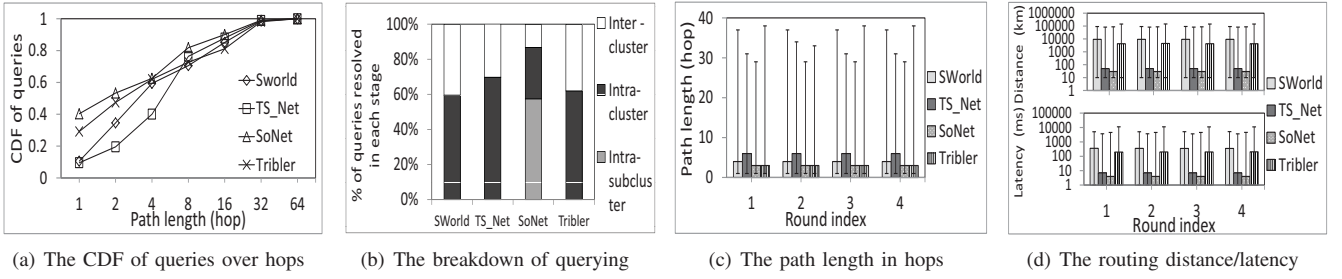 CDF of queries
1
0.8
0.6
0.4
0.2
0
Sworld
TS_Net
SoNet
Tribler
1 2 4 8 16 32 64
Path length (hop)
(a) The CDF of queries over hops
% of queries resolved
in each stage
100%
80%
60%
40%
20%
0%
Inter -
cluster
Intra-
cluster
Intra-
subclus
ter
SWorld TS_Net SoNet Tribler
(b) The breakdown of querying
Path length (hop)
40
30
20
10
0
SWorld
TS_Net
SoNet
Tribler
1 2 3 4
Round index
(c) The path length in hops
Distance (km)
1000000
100000
10000
1000
100
10
1
Latency (ms)
100000
10000
1000
100
10
1
SWorld
TS_Net
SoNet
Tribler
1 2 3 4
Round index
(d) The routing distance/latency